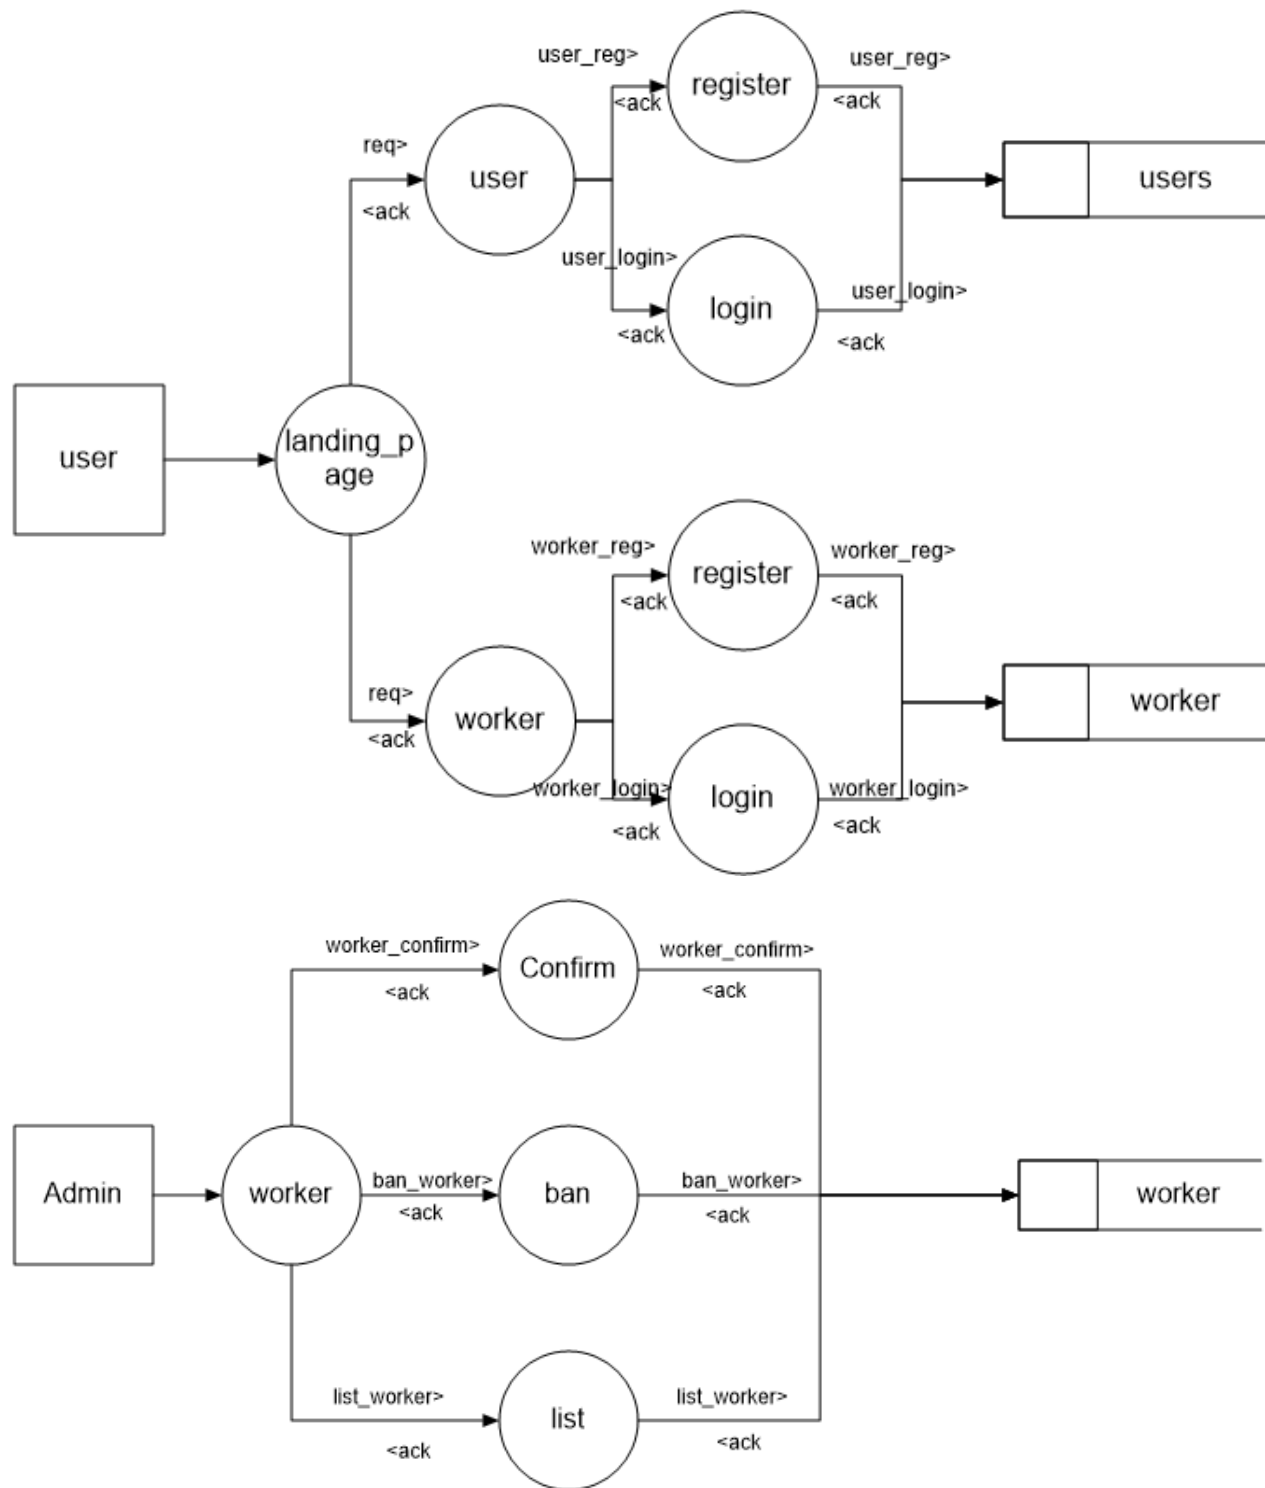 user_reg>
<ack
register
user_reg>
<ack
req>
<ack
user
users
user_login>
<ack
login
user_login>
<ack
user
landing_p
age
worker_reg>
<ack
register
worker_reg>
<ack
req>
<ack
worker
worker
worker_login>
<ack
login
worker_login>
<ack
worker_confirm>
<ack
Confirm
worker_confirm>
<ack
Admin
worker
ban_worker>
<ack
ban
ban_worker>
<ack
worker
list_worker>
<ack
list
list_worker>
<ack